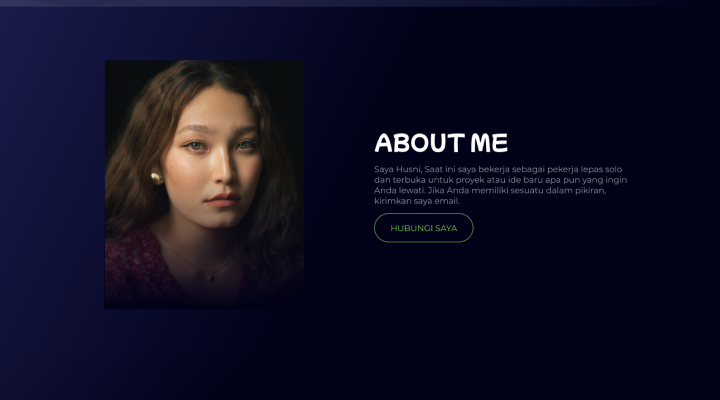 ABOUT ME
Saya Husni, Saat ini saya bekerja sebagai pekerja lepas solo
dan terbuka untuk proyek atau ide baru apa pun yang ingin
Anda lewati. Jika Anda memiliki sesuatu dalam pikiran,
kirimkan saya email.
HUBUNGI SAYA